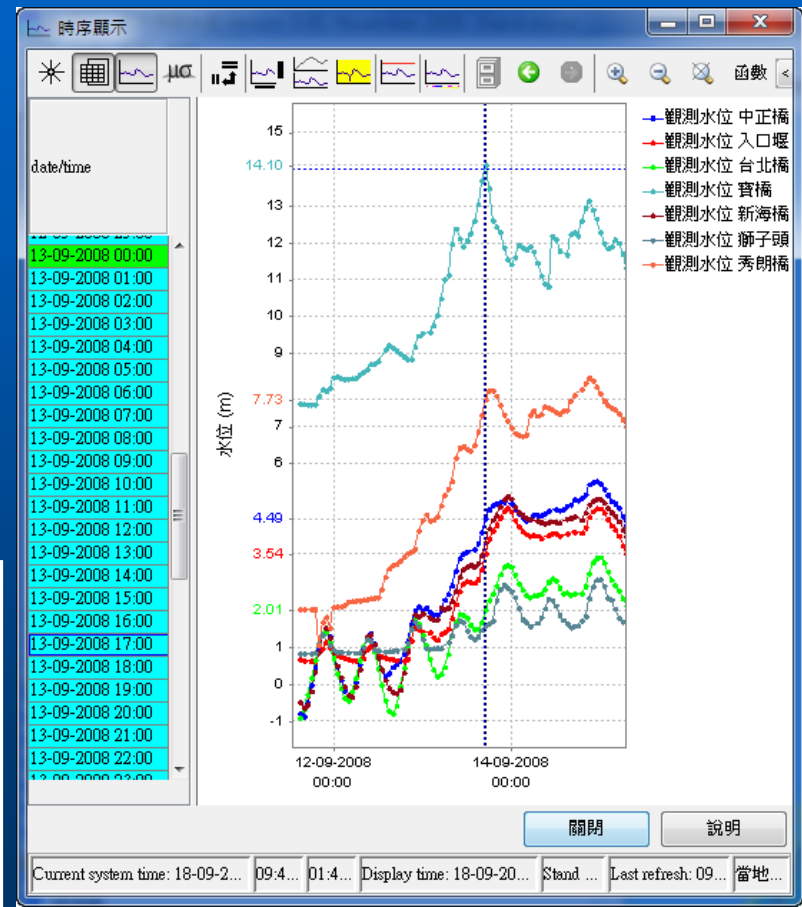 時序顯示
μσ
函數
date/time
13-09-2008 00:00
13-09-2008 01:00
13-09-2008 02:00
13-09-2008 03:00
13-09-2008 04:00
13-09-2008 05:00
13-09-2008 06:00
13-09-2008 07:00
13-09-2008 08:00
13-09-2008 09:00
13-09-2008 10:00
13-09-2008 11:00
13-09-2008 12:00
13-09-2008 13:00
13-09-2008 14:00
13-09-2008 15:00
13-09-2008 16:00
13-09-2008 17:00
13-09-2008 18:00
13-09-2008 19:00
13-09-2008 20:00
13-09-2008 21:00
13-09-2008 22:00
水位 (m)
15
14.10
13
12
11
10
9
7.73
7
6
4.49
3.54
2.01
1
0
-1
12-09-2008 14-09-2008
00:00 00:00
觀測水位 中正橋
觀測水位 入口堰
觀測水位 台北橋
觀測水位 寶橋
觀測水位 新海橋
觀測水位 獅子頭
觀測水位 秀朗橋
關閉 說明
Current system time: 18-09-2... 09:4... 01:4... Display time: 18-09-20... Stand ... Last refresh: 09... 當地...